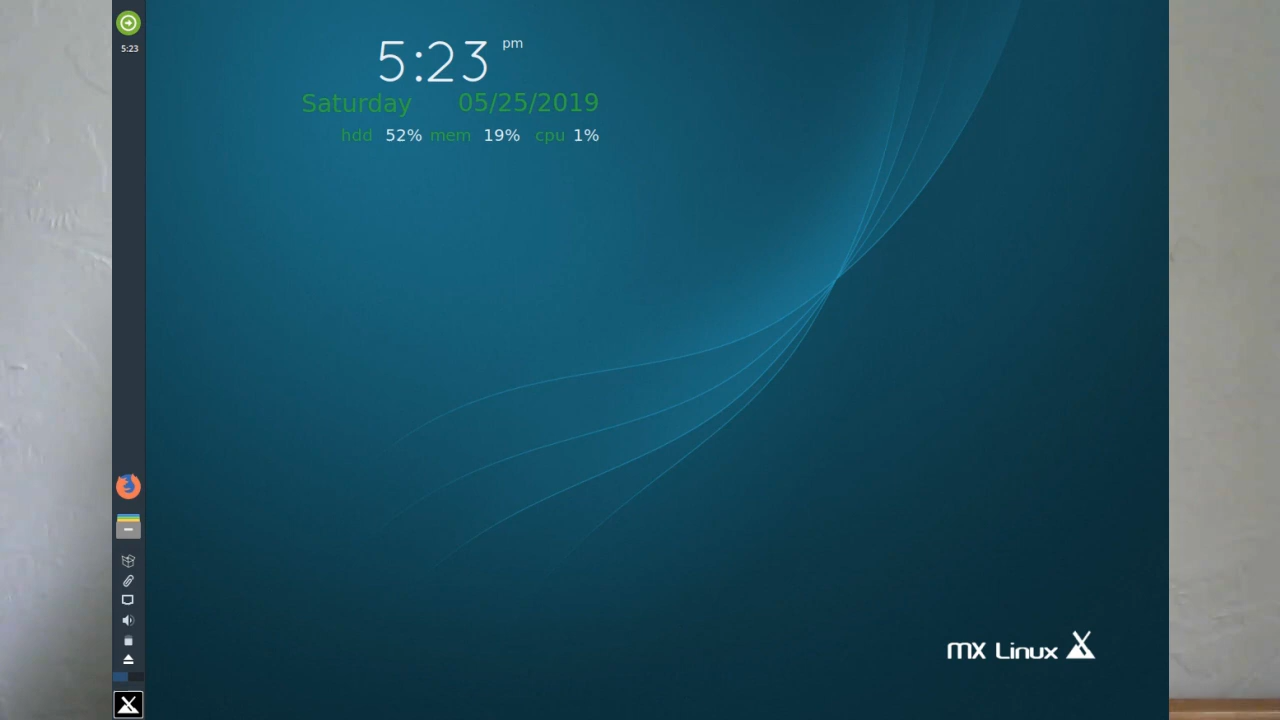 5:23
5:23 pm
Saturday 05/25/2019
hdd 52% mem 19% cpu 1%
MX Linux